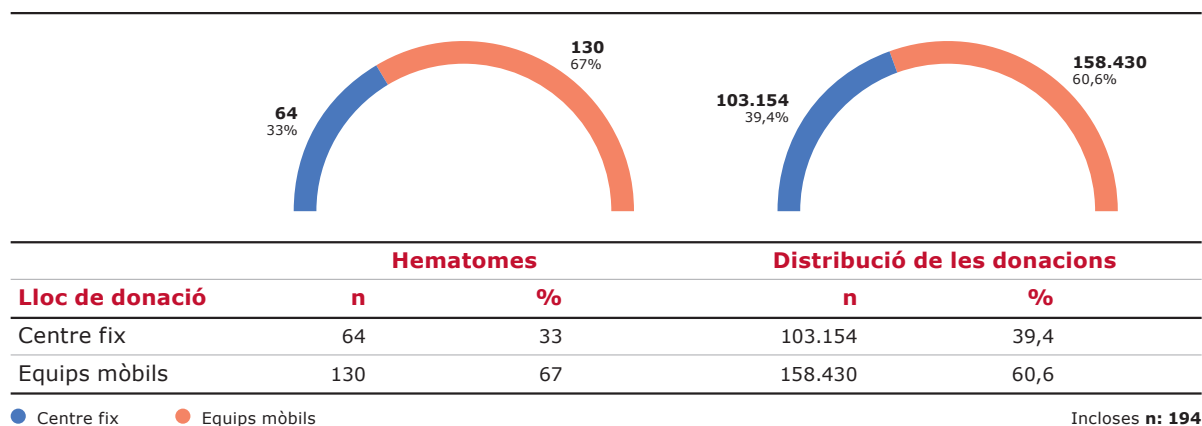 130
67%
64
33%
158.430
60,6%
103.154
39,4%
Hematomes Distribució de les donacions
Lloc de donació n % n %
Centre fix 64 33 103.154 39,4
Equips mòbils 130 67 158.430 60,6
Centre fix Equips mòbils Incloses n: 194